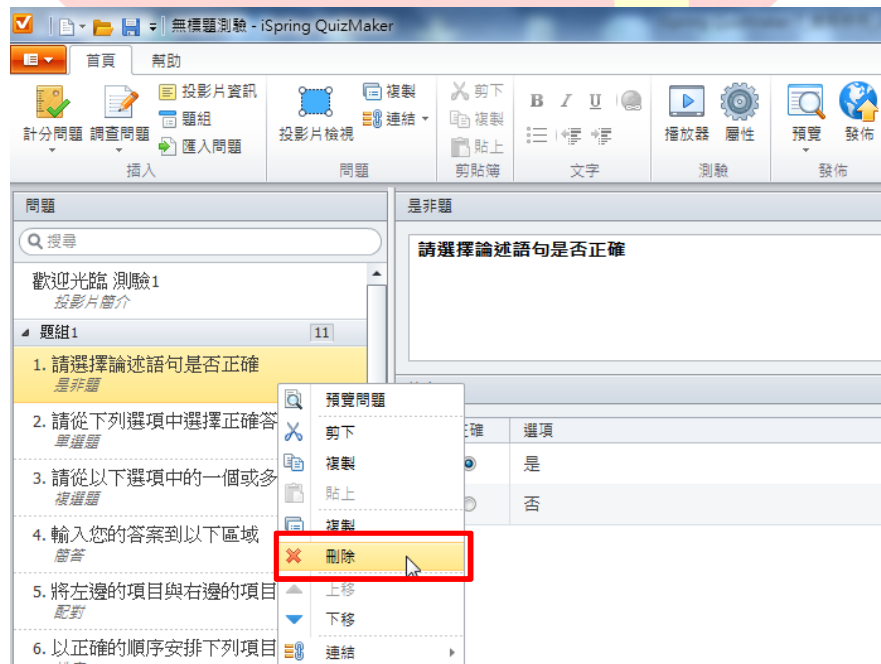 無標題測驗 - iSpring QuizMaker
首頁 幫助
計分問題 調查問題 投影片資訊 題組 匯入問題
插入
投影片檢視 複製 連結
問題
剪下 複製 貼上
剪貼簿
B I U
文字
播放器 屬性
測驗
預覽 發佈
發佈
問題
搜尋
歡迎光臨 測驗1
投影片簡介
題組1 11
1. 請選擇論述語句是否正確
是非題
2. 請從下列選項中選擇正確答
單選題
3. 請從以下選項中的一個或多
複選題
4. 輸入您的答案到以下區域
簡答
5. 將左邊的項目與右邊的項目
配對
6. 以正確的順序安排下列項目
預覽問題
剪下
複製
貼上
複製
刪除
上移
下移
連結
是非題
請選擇論述語句是否正確
確 選項
是
否